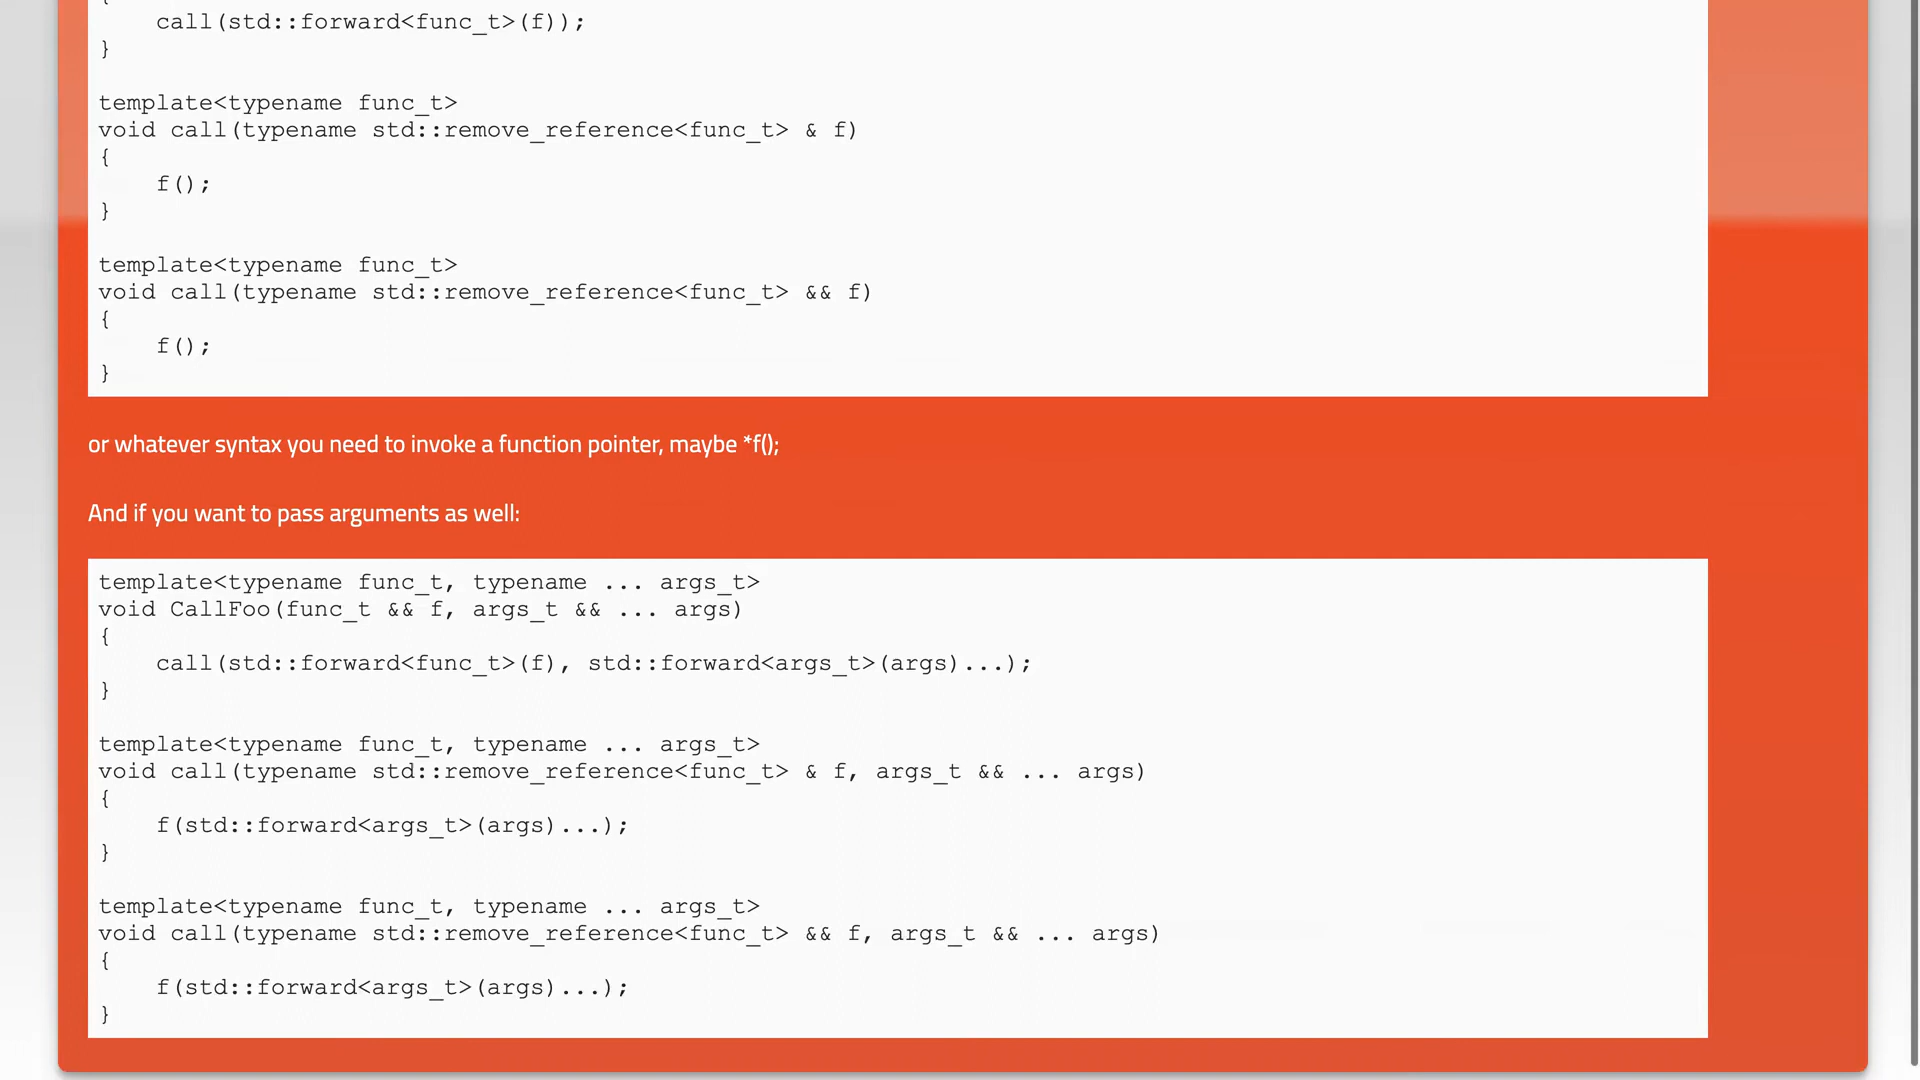 {
    call(std::forward<func_t>(f));
}

template<typename func_t>
void call(typename std::remove_reference<func_t> & f)
{
    f();
}

template<typename func_t>
void call(typename std::remove_reference<func_t> && f)
{
    f();
}
or whatever syntax you need to invoke a function pointer, maybe *f();
And if you want to pass arguments as well:
template<typename func_t, typename ... args_t>
void CallFoo(func_t && f, args_t && ... args)
{
    call(std::forward<func_t>(f), std::forward<args_t>(args)...);
}

template<typename func_t, typename ... args_t>
void call(typename std::remove_reference<func_t> & f, args_t && ... args)
{
    f(std::forward<args_t>(args)...);
}

template<typename func_t, typename ... args_t>
void call(typename std::remove_reference<func_t> && f, args_t && ... args)
{
    f(std::forward<args_t>(args)...);
}